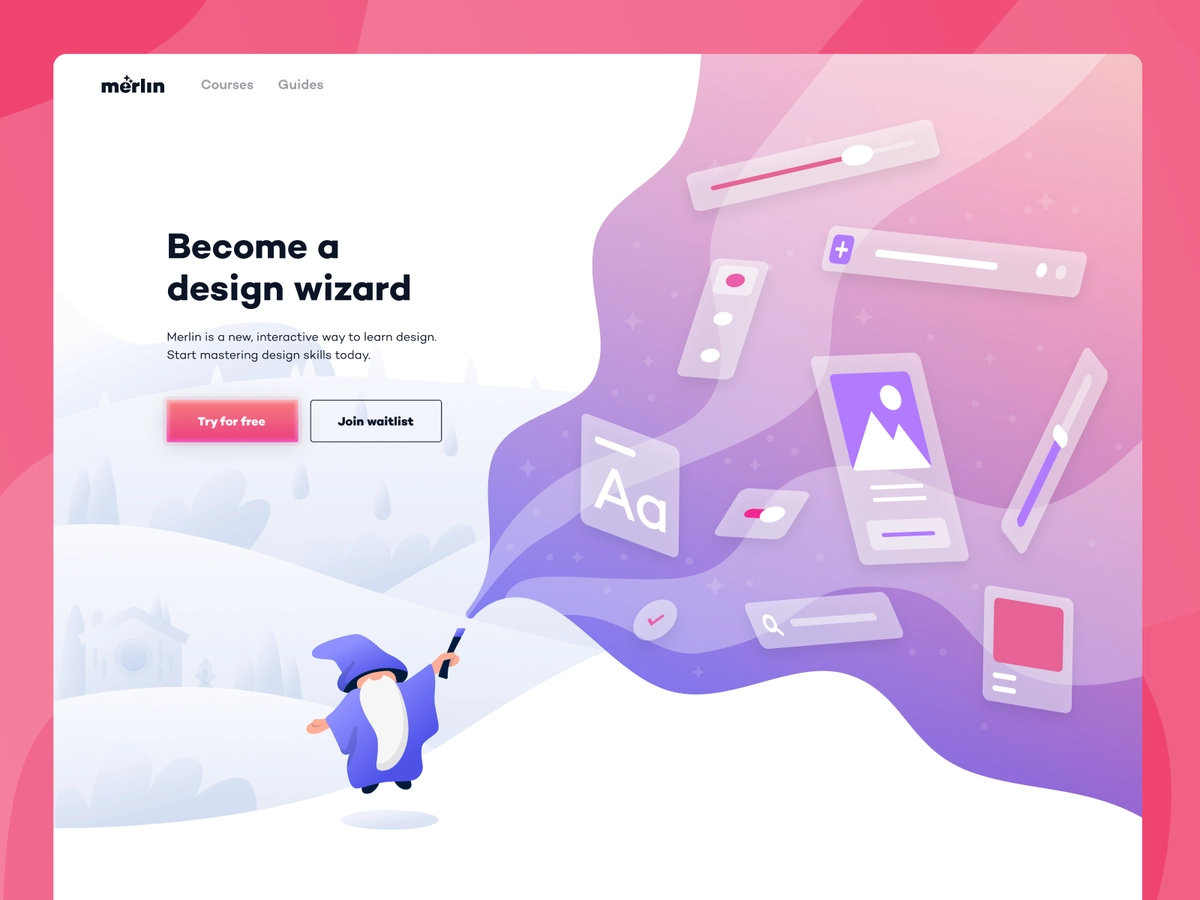 merlin
Courses
Guides
Become a
design wizard
Merlin is a new, interactive way to learn design.
Start mastering design skills today.
Try for free
Join waitlist
Aa